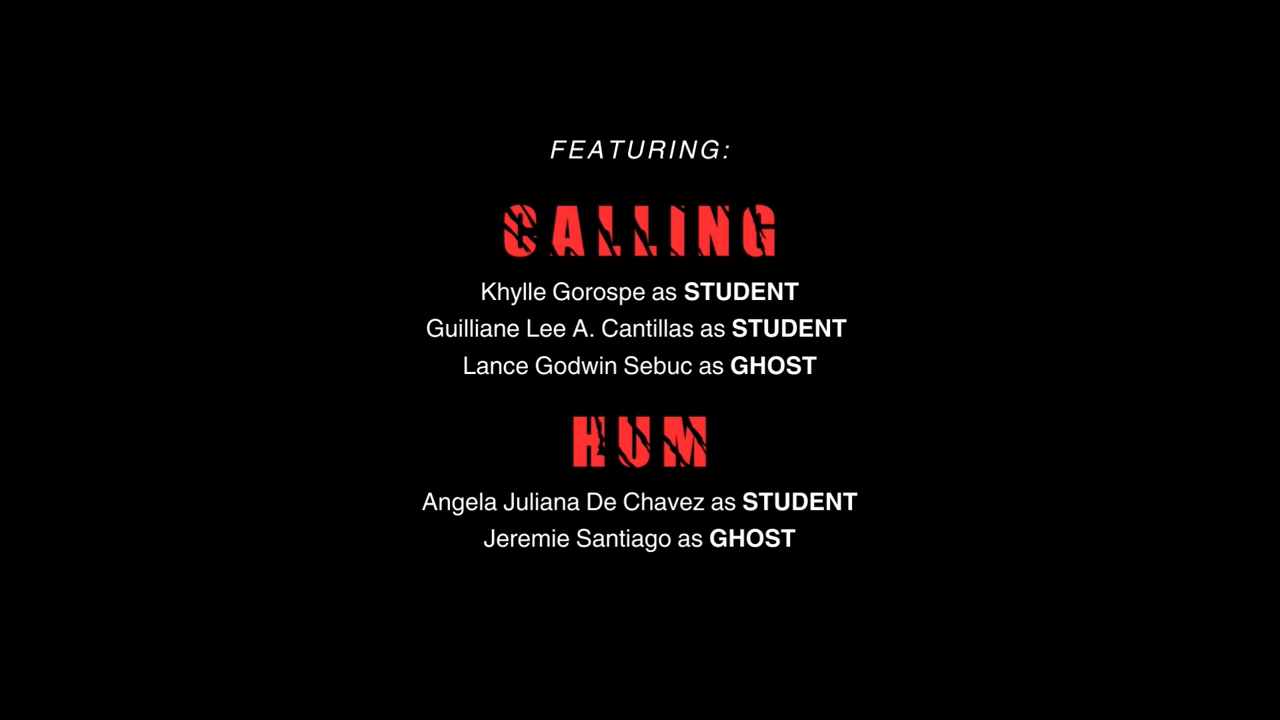 FEATURING:
CALLING
Khylle Gorospe as STUDENT
Guilliane Lee A. Cantillas as STUDENT
Lance Godwin Sebuc as GHOST
HUM
Angela Juliana De Chavez as STUDENT
Jeremie Santiago as GHOST